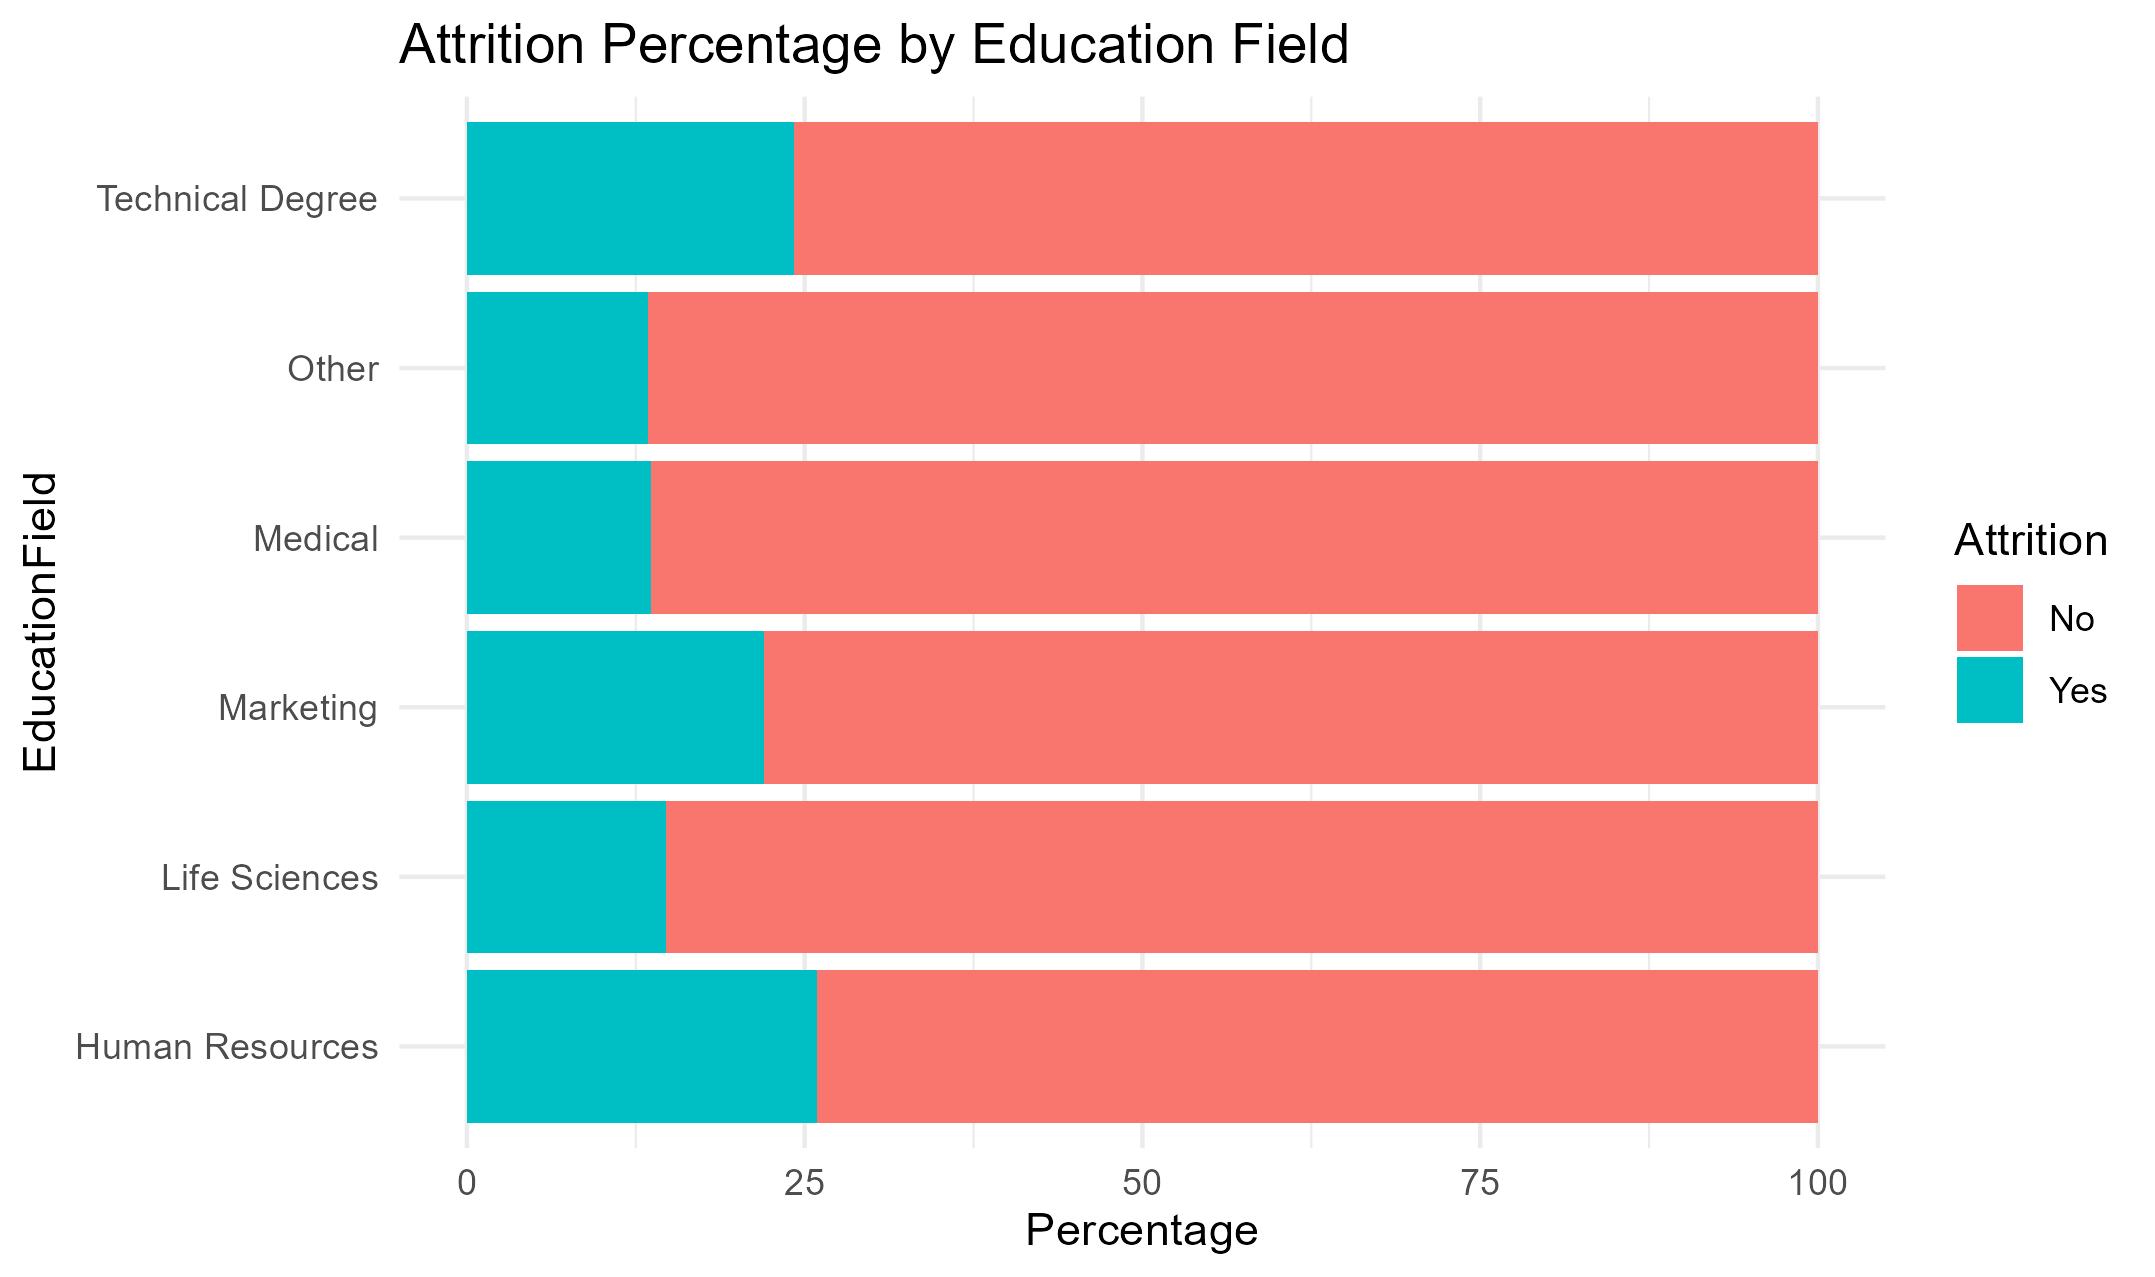 Attrition Percentage by Education Field
EducationField
Technical Degree
Other
Medical
Marketing
Life Sciences
Human Resources
0 25 50 75 100
Percentage
Attrition
No
Yes